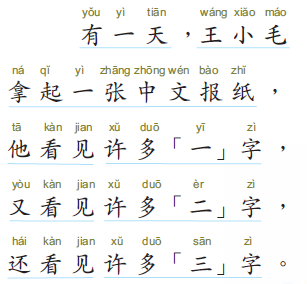 yǒu yì tiān wáng xiǎo máo
有一天，王小毛
ná qǐ yì zhāng zhōng wén bào zhǐ
拿起一张中文报纸，
tā kàn jian xǔ duō yī zì
他看见许多「一」字，
yòu kàn jian xǔ duō èr zì
又看见许多「二」字，
hái kàn jian xǔ duō sān zì
还看见许多「三」字。